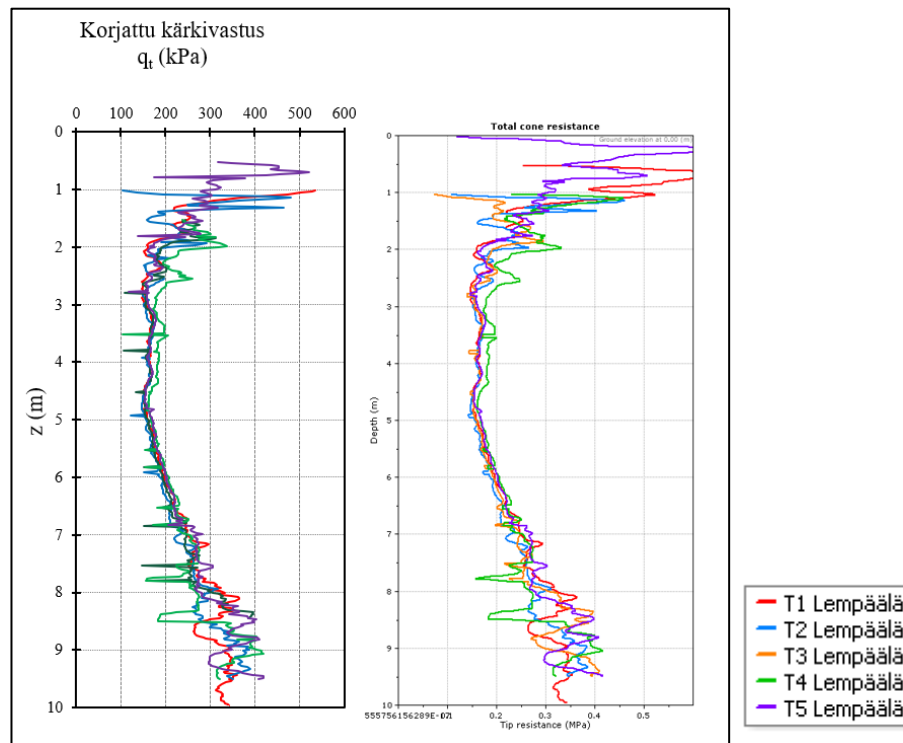 Korjattu kärkivastus
qt (kPa)
0 100 200 300 400 500 600
0
1
2
3
4
5
6
7
8
9
10
z (m)
Total cone resistance
Ground elevation at 0.00 (m)
0
1
2
3
4
5
6
7
8
9
10
Depth (m)
0.2 0.3 0.4 0.5
Tip resistance (MPa)
T1 Lempäälä
T2 Lempäälä
T3 Lempäälä
T4 Lempäälä
T5 Lempäälä